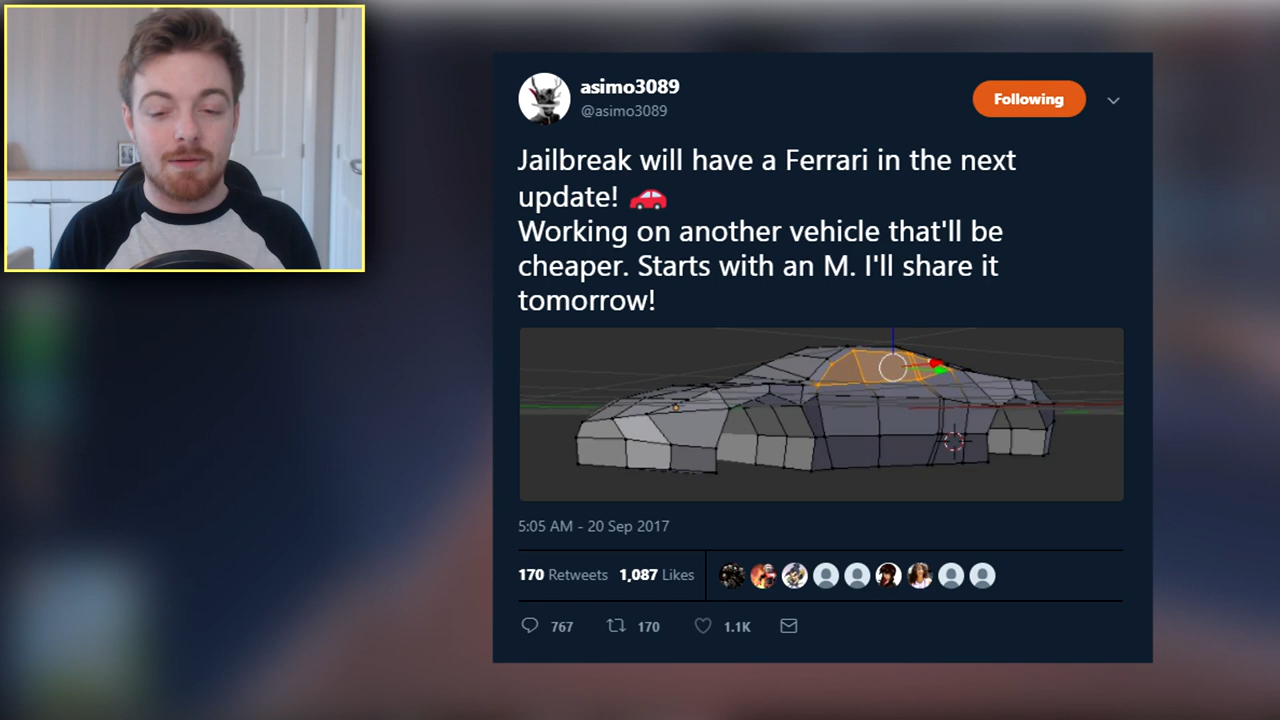 asimo3089
@asimo3089
Following
Jailbreak will have a Ferrari in the next
update! 🚗
Working on another vehicle that'll be
cheaper. Starts with an M. I'll share it
tomorrow!
5:05 AM - 20 Sep 2017
170 Retweets 1,087 Likes
767 170 1.1K